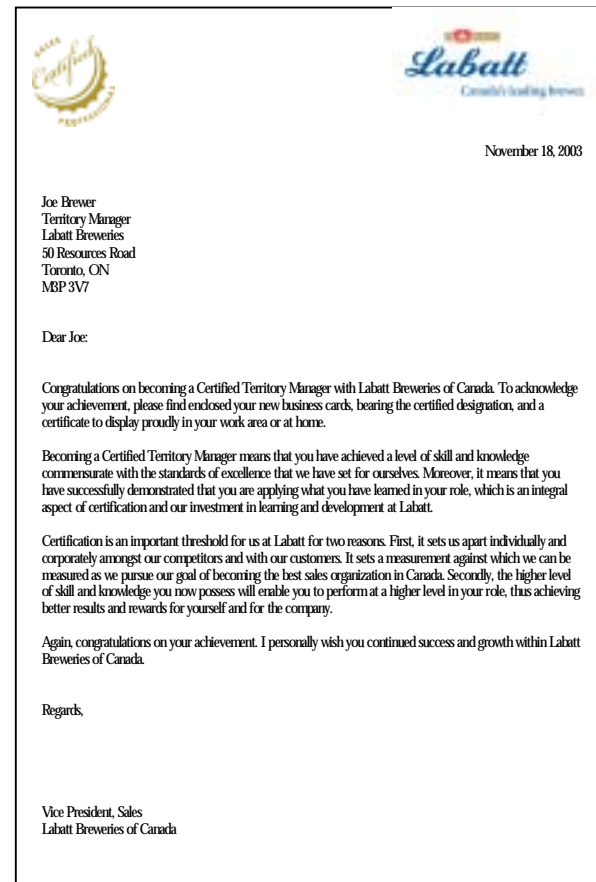 SALES
Certified
PROFESSIONAL
Labatt
Canada's leading brewer
November 18, 2003
Joe Brewer
Territory Manager
Labatt Breweries
50 Resources Road
Toronto, ON
M3P 3V7
Dear Joe:
Congratulations on becoming a Certified Territory Manager with Labatt Breweries of Canada. To acknowledge
your achievement, please find enclosed your new business cards, bearing the certified designation, and a
certificate to display proudly in your work area or at home.
Becoming a Certified Territory Manager means that you have achieved a level of skill and knowledge
commensurate with the standards of excellence that we have set for ourselves. Moreover, it means that you
have successfully demonstrated that you are applying what you have learned in your role, which is an integral
aspect of certification and our investment in learning and development at Labatt.
Certification is an important threshold for us at Labatt for two reasons. First, it sets us apart individually and
corporately amongst our competitors and with our customers. It sets a measurement against which we can be
measured as we pursue our goal of becoming the best sales organization in Canada. Secondly, the higher level
of skill and knowledge you now possess will enable you to perform at a higher level in your role, thus achieving
better results and rewards for yourself and for the company.
Again, congratulations on your achievement. I personally wish you continued success and growth within Labatt
Breweries of Canada.
Regards,
Vice President, Sales
Labatt Breweries of Canada